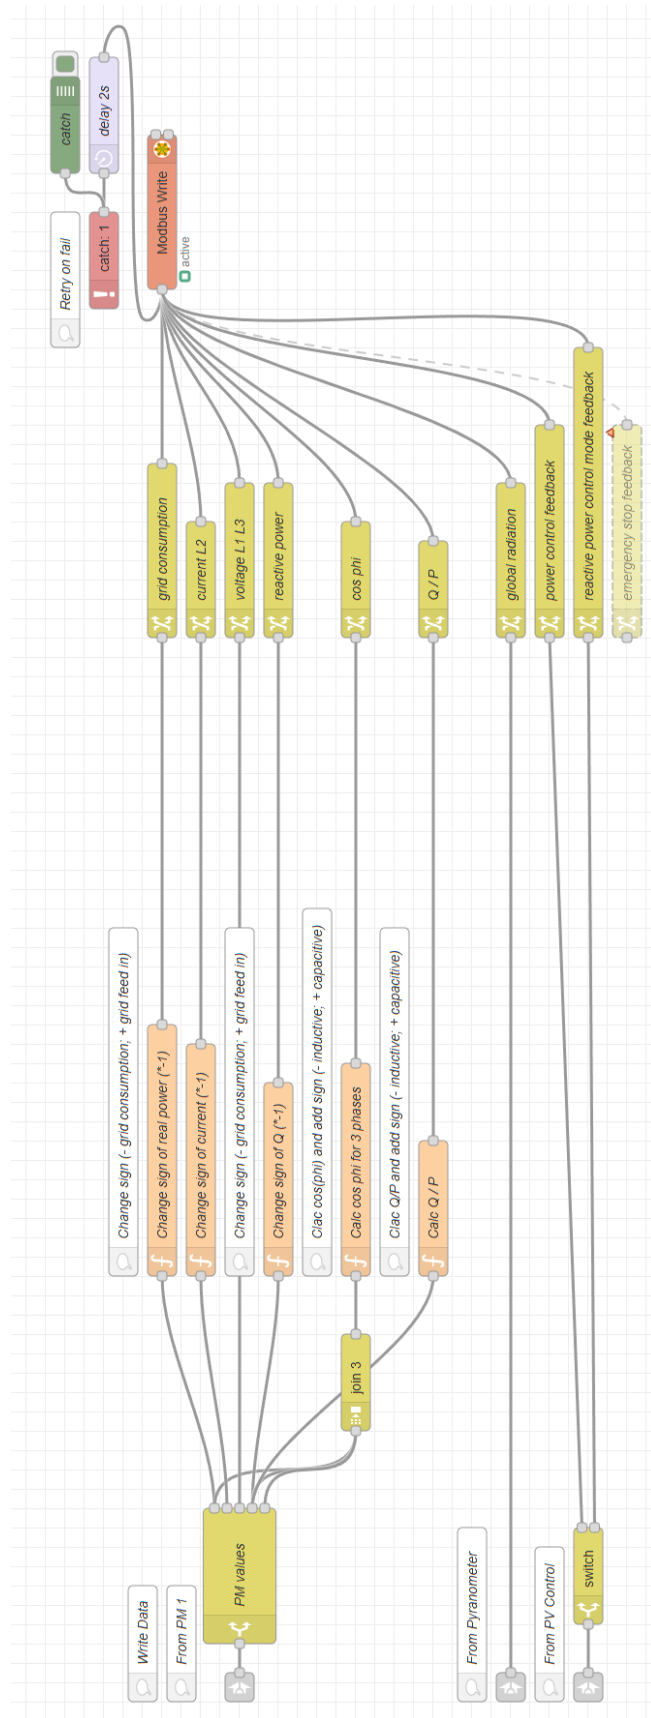 Write Data
From PM 1
PM values
From Pyranometer
From PV Control
switch
join 3
Change sign (- grid consumption; + grid feed in)
Change sign of real power (*-1)
Change sign of current (*-1)
Change sign (- grid consumption; + grid feed in)
Change sign of Q (*-1)
Clac cos(phi) and add sign (- inductive; + capacitive)
Calc cos phi for 3 phases
Clac Q/P and add sign (- inductive; + capacitive)
Calc Q / P
grid consumption
current L2
voltage L1 L3
reactive power
cos phi
Q / P
global radiation
power control feedback
reactive power control mode feedback
emergency stop feedback
Retry on fail
catch: 1
catch
delay 2s
Modbus Write
active